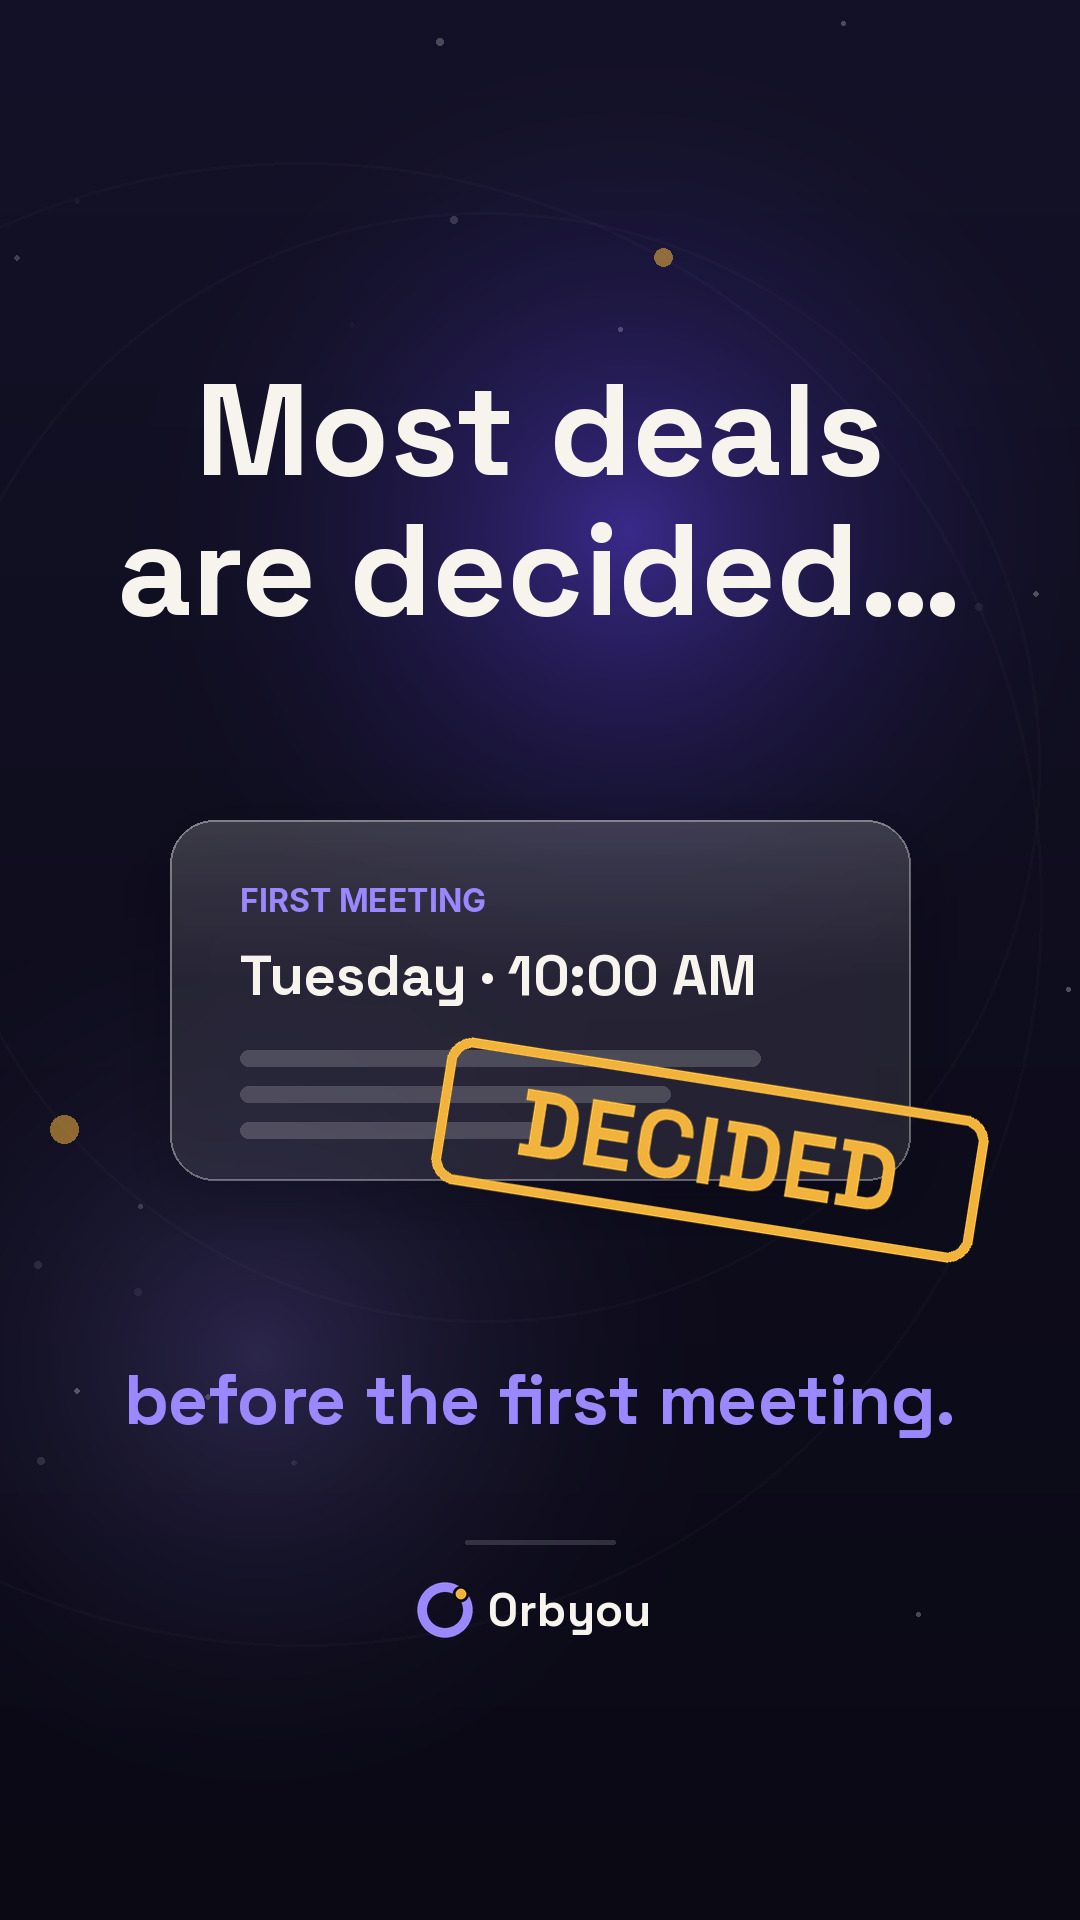 Most deals
are decided...
FIRST MEETING
Tuesday · 10:00 AM
DECIDED
before the first meeting.
Orbyou